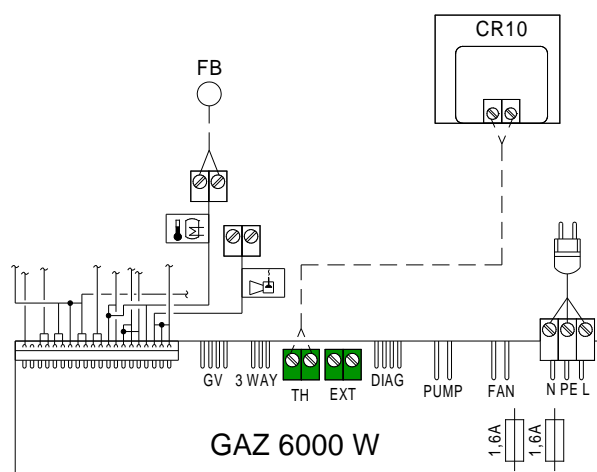 CR10
FB
GV
3 WAY
TH
EXT
DIAG
PUMP
FAN
N PE L
GAZ 6000 W
1,6A
1,6A